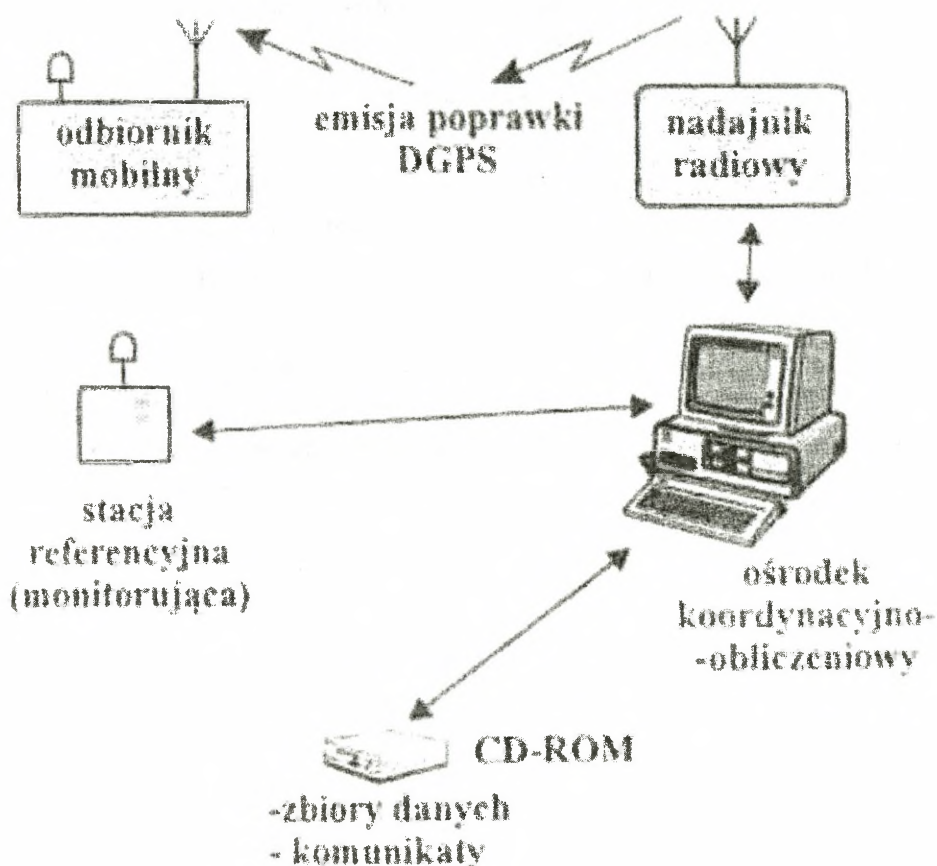 odbiornik
mobilny
emisja poprawki
DGPS
nadajnik
radiowy
stacja
referencyjna
(monitorująca)
ośrodek
koordynacyjno-
-obliczeniowy
CD-ROM
-zbiory danych
- komunikaty